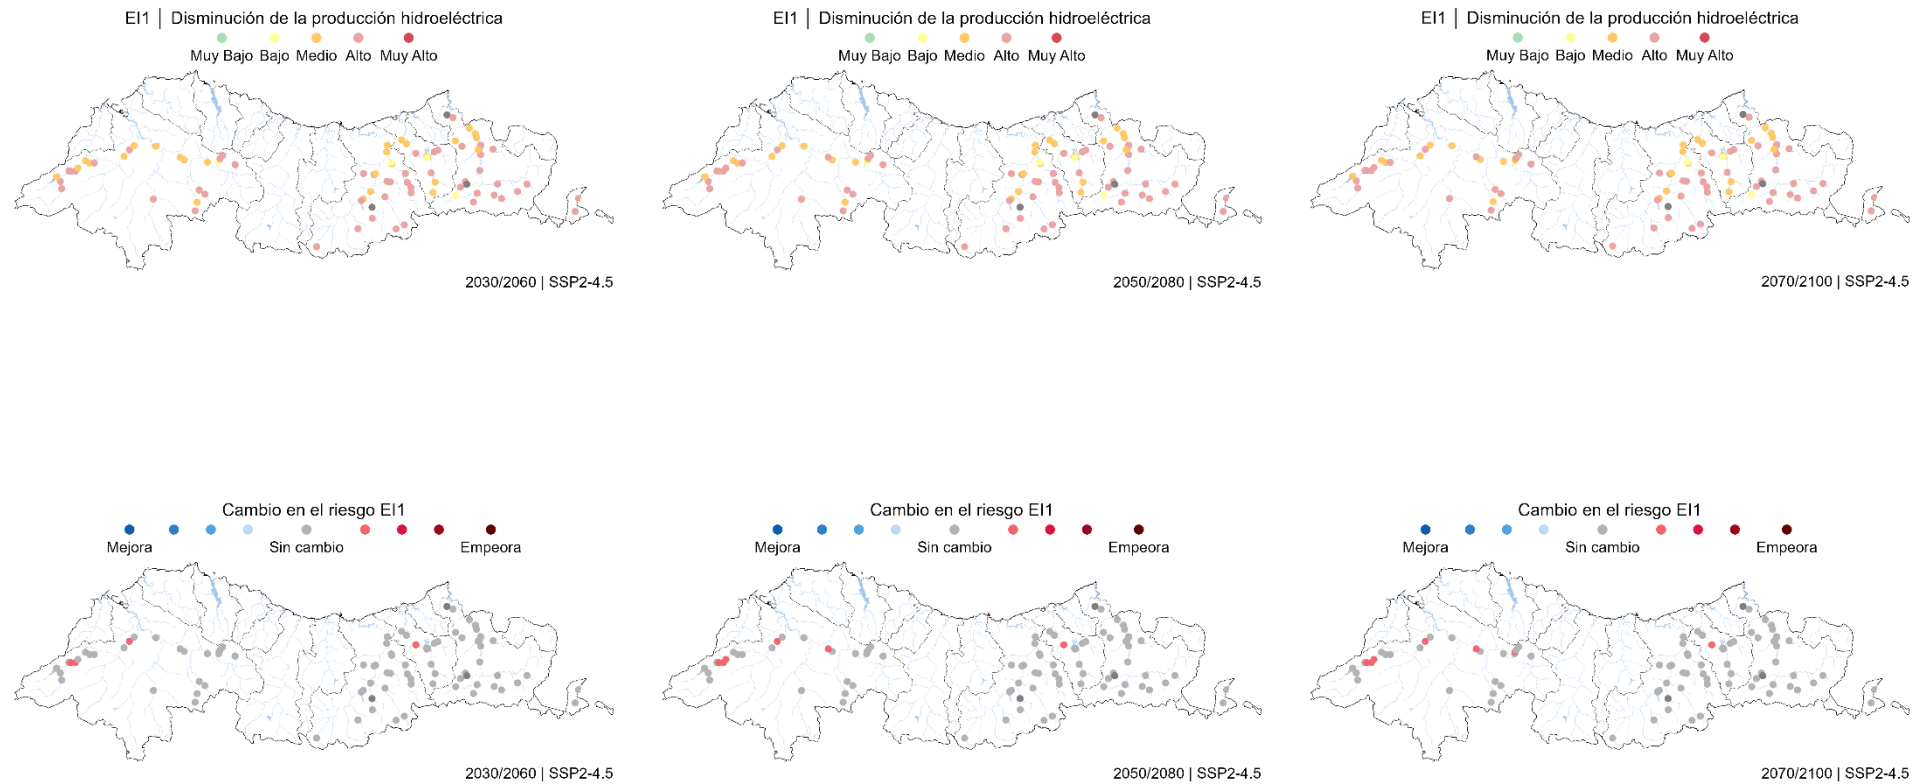 EI1 | Disminución de la producción hidroeléctrica
Muy Bajo Bajo Medio Alto Muy Alto
2030/2060 | SSP2-4.5
EI1 | Disminución de la producción hidroeléctrica
Muy Bajo Bajo Medio Alto Muy Alto
2050/2080 | SSP2-4.5
EI1 | Disminución de la producción hidroeléctrica
Muy Bajo Bajo Medio Alto Muy Alto
2070/2100 | SSP2-4.5
Cambio en el riesgo EI1
Mejora Sin cambio Empeora
2030/2060 | SSP2-4.5
Cambio en el riesgo EI1
Mejora Sin cambio Empeora
2050/2080 | SSP2-4.5
Cambio en el riesgo EI1
Mejora Sin cambio Empeora
2070/2100 | SSP2-4.5